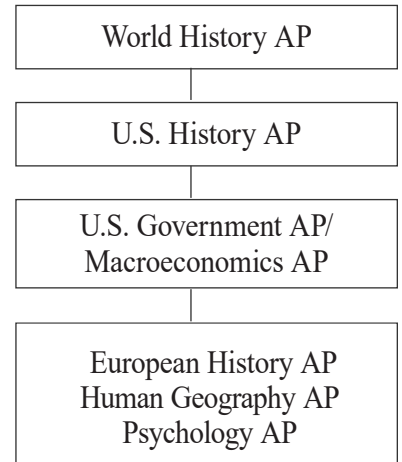 World History AP
U.S. History AP
U.S. Government AP/
Macroeconomics AP
European History AP
Human Geography AP
Psychology AP